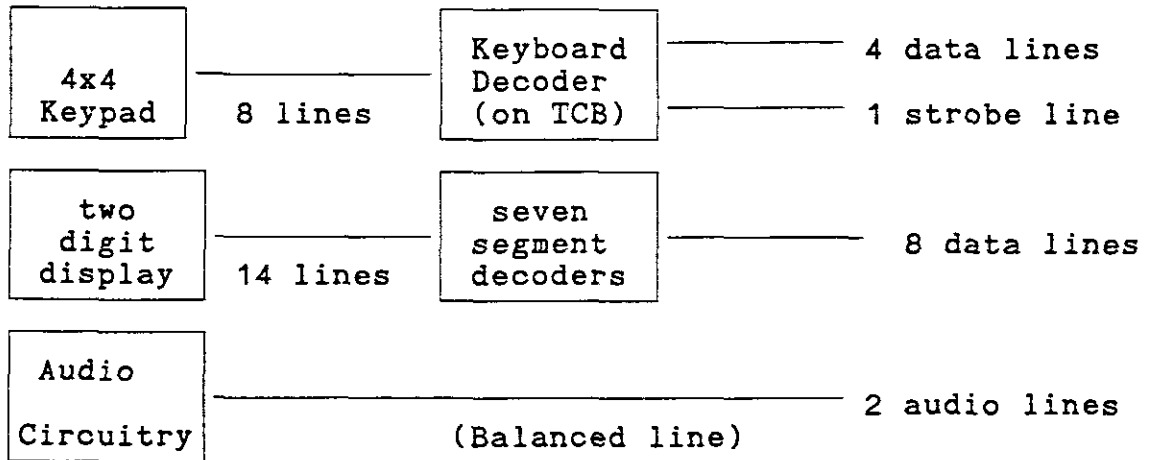 4x4
Keypad
8 lines
Keyboard
Decoder
(on TCB)
4 data lines
1 strobe line
two
digit
display
14 lines
seven
segment
decoders
8 data lines
Audio
Circuitry
(Balanced line)
2 audio lines